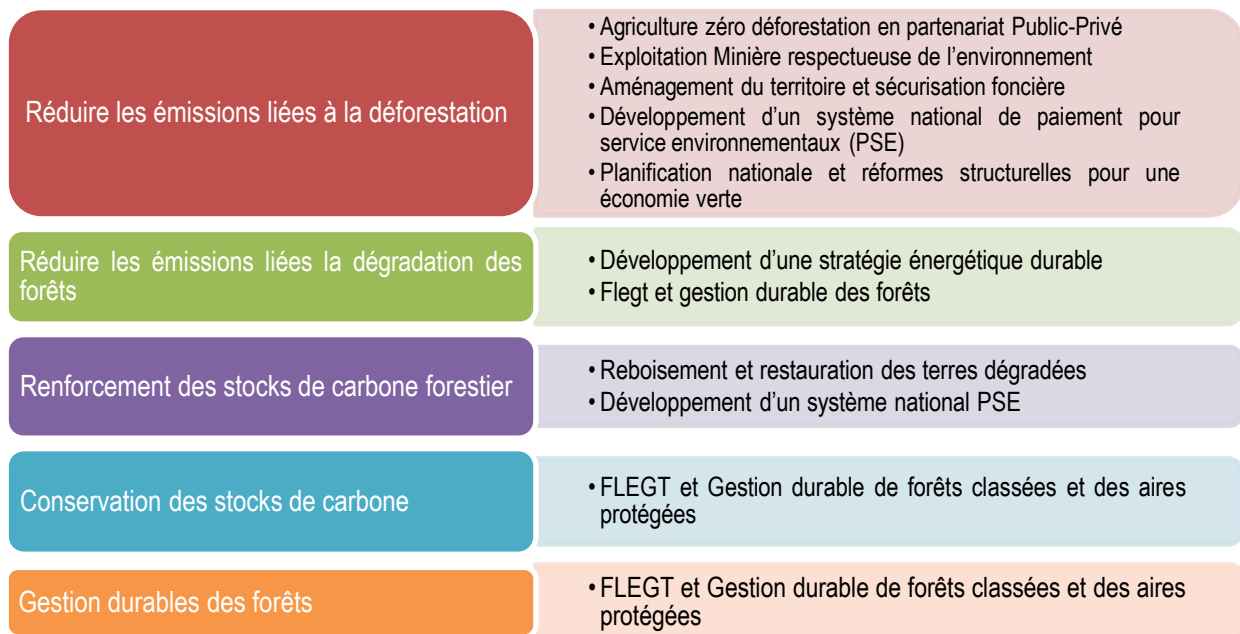 Réduire les émissions liées à la déforestation
• Agriculture zéro déforestation en partenariat Public-Privé
• Exploitation Minière respectueuse de l’environnement
• Aménagement du territoire et sécurisation foncière
• Développement d’un système national de paiement pour
service environnementaux (PSE)
• Planification nationale et réformes structurelles pour une
économie verte
Réduire les émissions liées la dégradation des
forêts
• Développement d’une stratégie énergétique durable
• Flegt et gestion durable des forêts
Renforcement des stocks de carbone forestier
• Reboisement et restauration des terres dégradées
• Développement d’un système national PSE
Conservation des stocks de carbone
• FLEGT et Gestion durable de forêts classées et des aires
protégées
Gestion durables des forêts
• FLEGT et Gestion durable de forêts classées et des aires
protégées